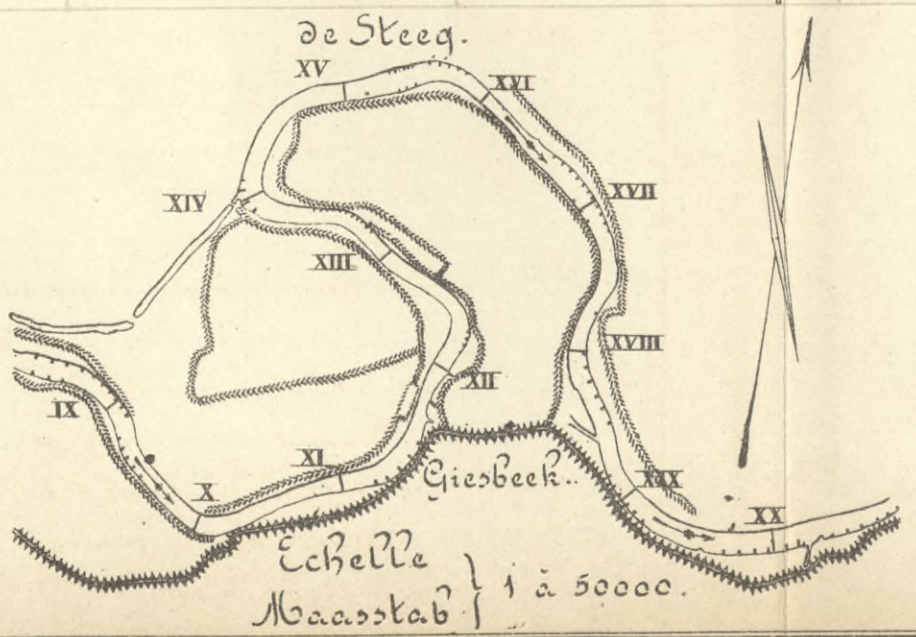 de Steeg.
XV
XVI
XIV
XVII
XIII
XVIII
XII
IX
XI
X
Giesbeek..
XIX
XX
Echelle
Maasstab } 1 à 50000.